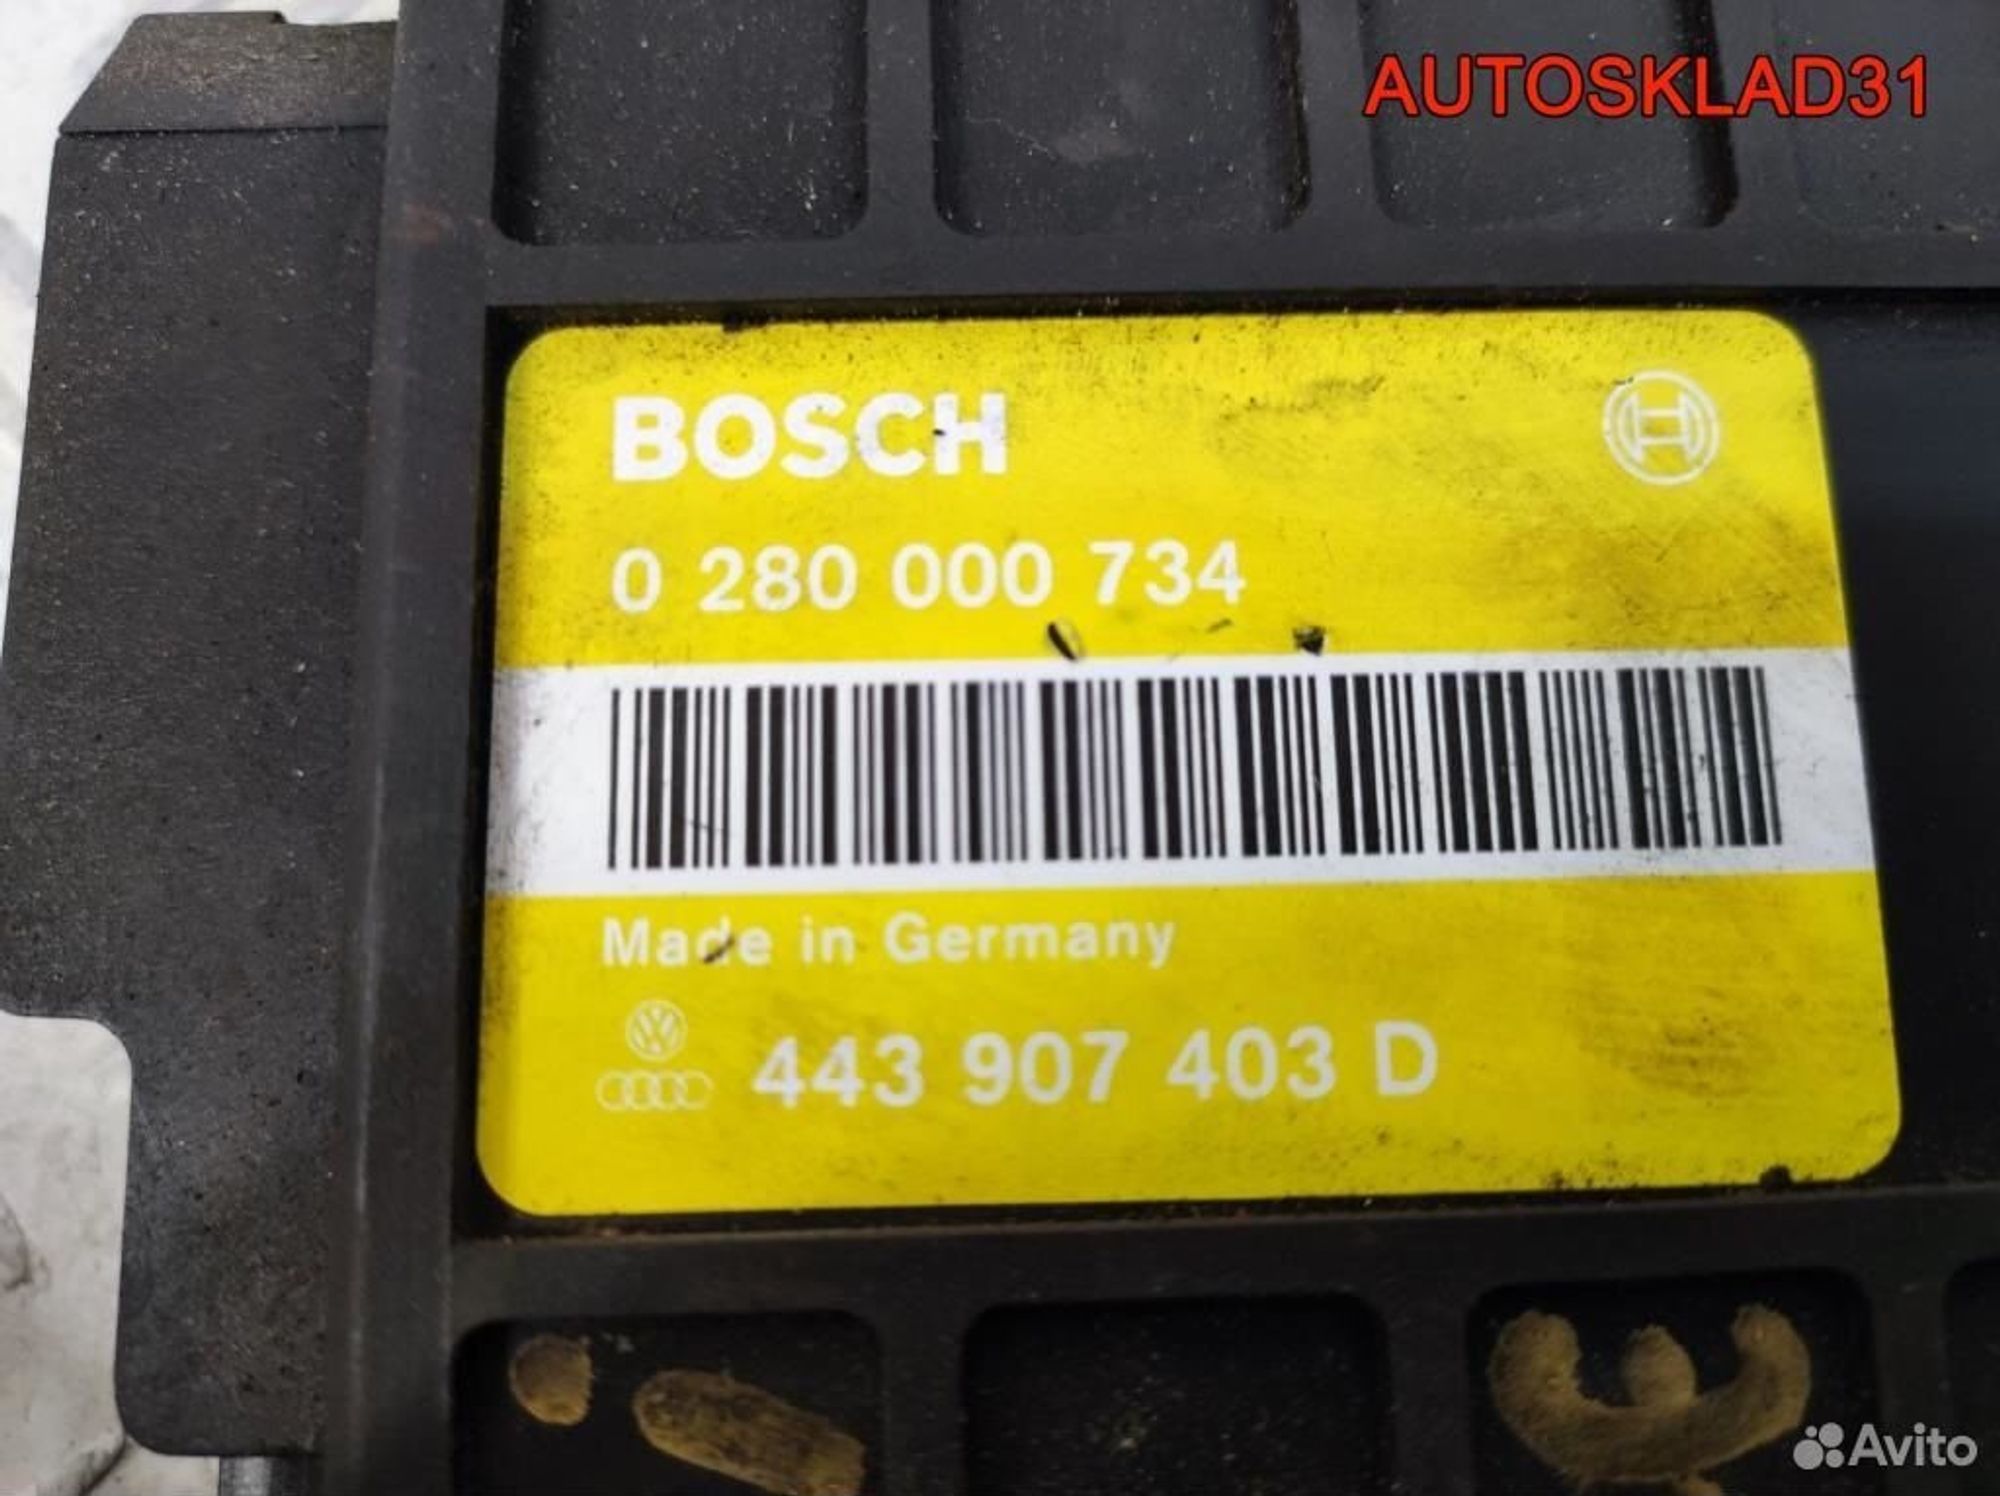 AUTOSKLAD31
BOSCH
0 280 000 734
Made in Germany
443 907 403 D
Avito